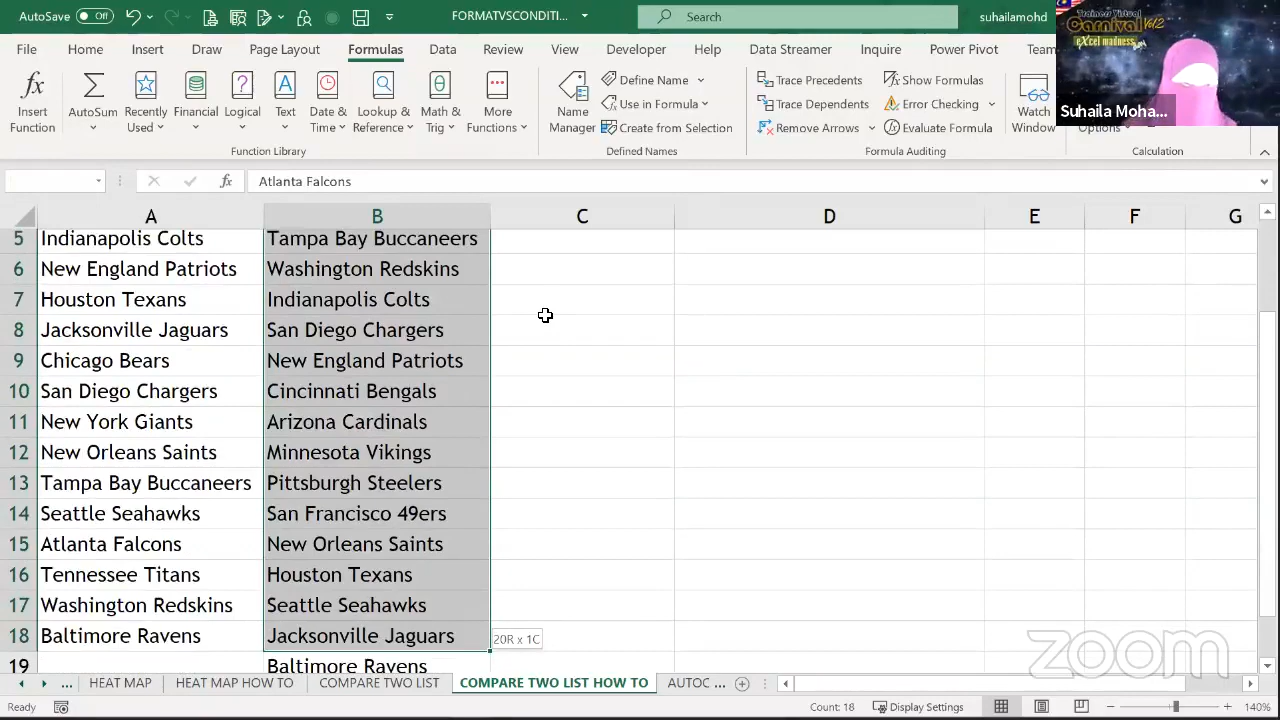 AutoSave Off FORMATVSCONDITI... Search suhailamohd
File Home Insert Draw Page Layout Formulas Data Review View Developer Help Data Streamer Inquire Power Pivot Team
Insert Function
AutoSum
Recently Used
Financial
Logical
Text
Date & Time
Lookup & Reference
Math & Trig
More Functions
Function Library
Name Manager
Define Name
Use in Formula
Create from Selection
Defined Names
Trace Precedents
Trace Dependents
Remove Arrows
Show Formulas
Error Checking
Evaluate Formula
Formula Auditing
Watch Window
Options
Calculation
Trainers Virtual
Carnival Vol2
eXcel madness
Suhaila Moha...
fx Atlanta Falcons
A B C D E F G
5 Indianapolis Colts Tampa Bay Buccaneers
6 New England Patriots Washington Redskins
7 Houston Texans Indianapolis Colts
8 Jacksonville Jaguars San Diego Chargers
9 Chicago Bears New England Patriots
10 San Diego Chargers Cincinnati Bengals
11 New York Giants Arizona Cardinals
12 New Orleans Saints Minnesota Vikings
13 Tampa Bay Buccaneers Pittsburgh Steelers
14 Seattle Seahawks San Francisco 49ers
15 Atlanta Falcons New Orleans Saints
16 Tennessee Titans Houston Texans
17 Washington Redskins Seattle Seahawks
18 Baltimore Ravens Jacksonville Jaguars
20R x 1C
19 Baltimore Ravens
zoom
... HEAT MAP HEAT MAP HOW TO COMPARE TWO LIST COMPARE TWO LIST HOW TO AUTOC ...
Ready Count: 18 Display Settings 140%